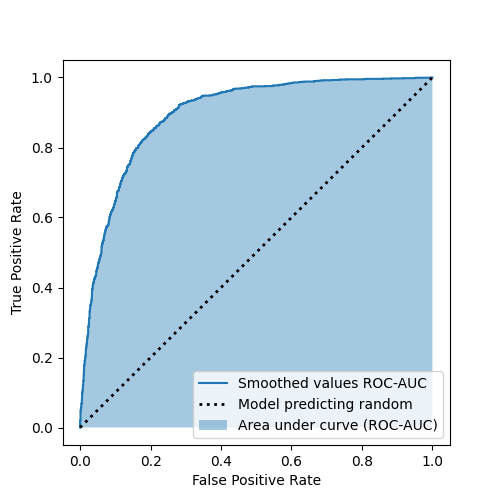 1.0
0.8
0.6
0.4
0.2
0.0
True Positive Rate
0.0 0.2 0.4 0.6 0.8 1.0
False Positive Rate
Smoothed values ROC-AUC
Model predicting random
Area under curve (ROC-AUC)